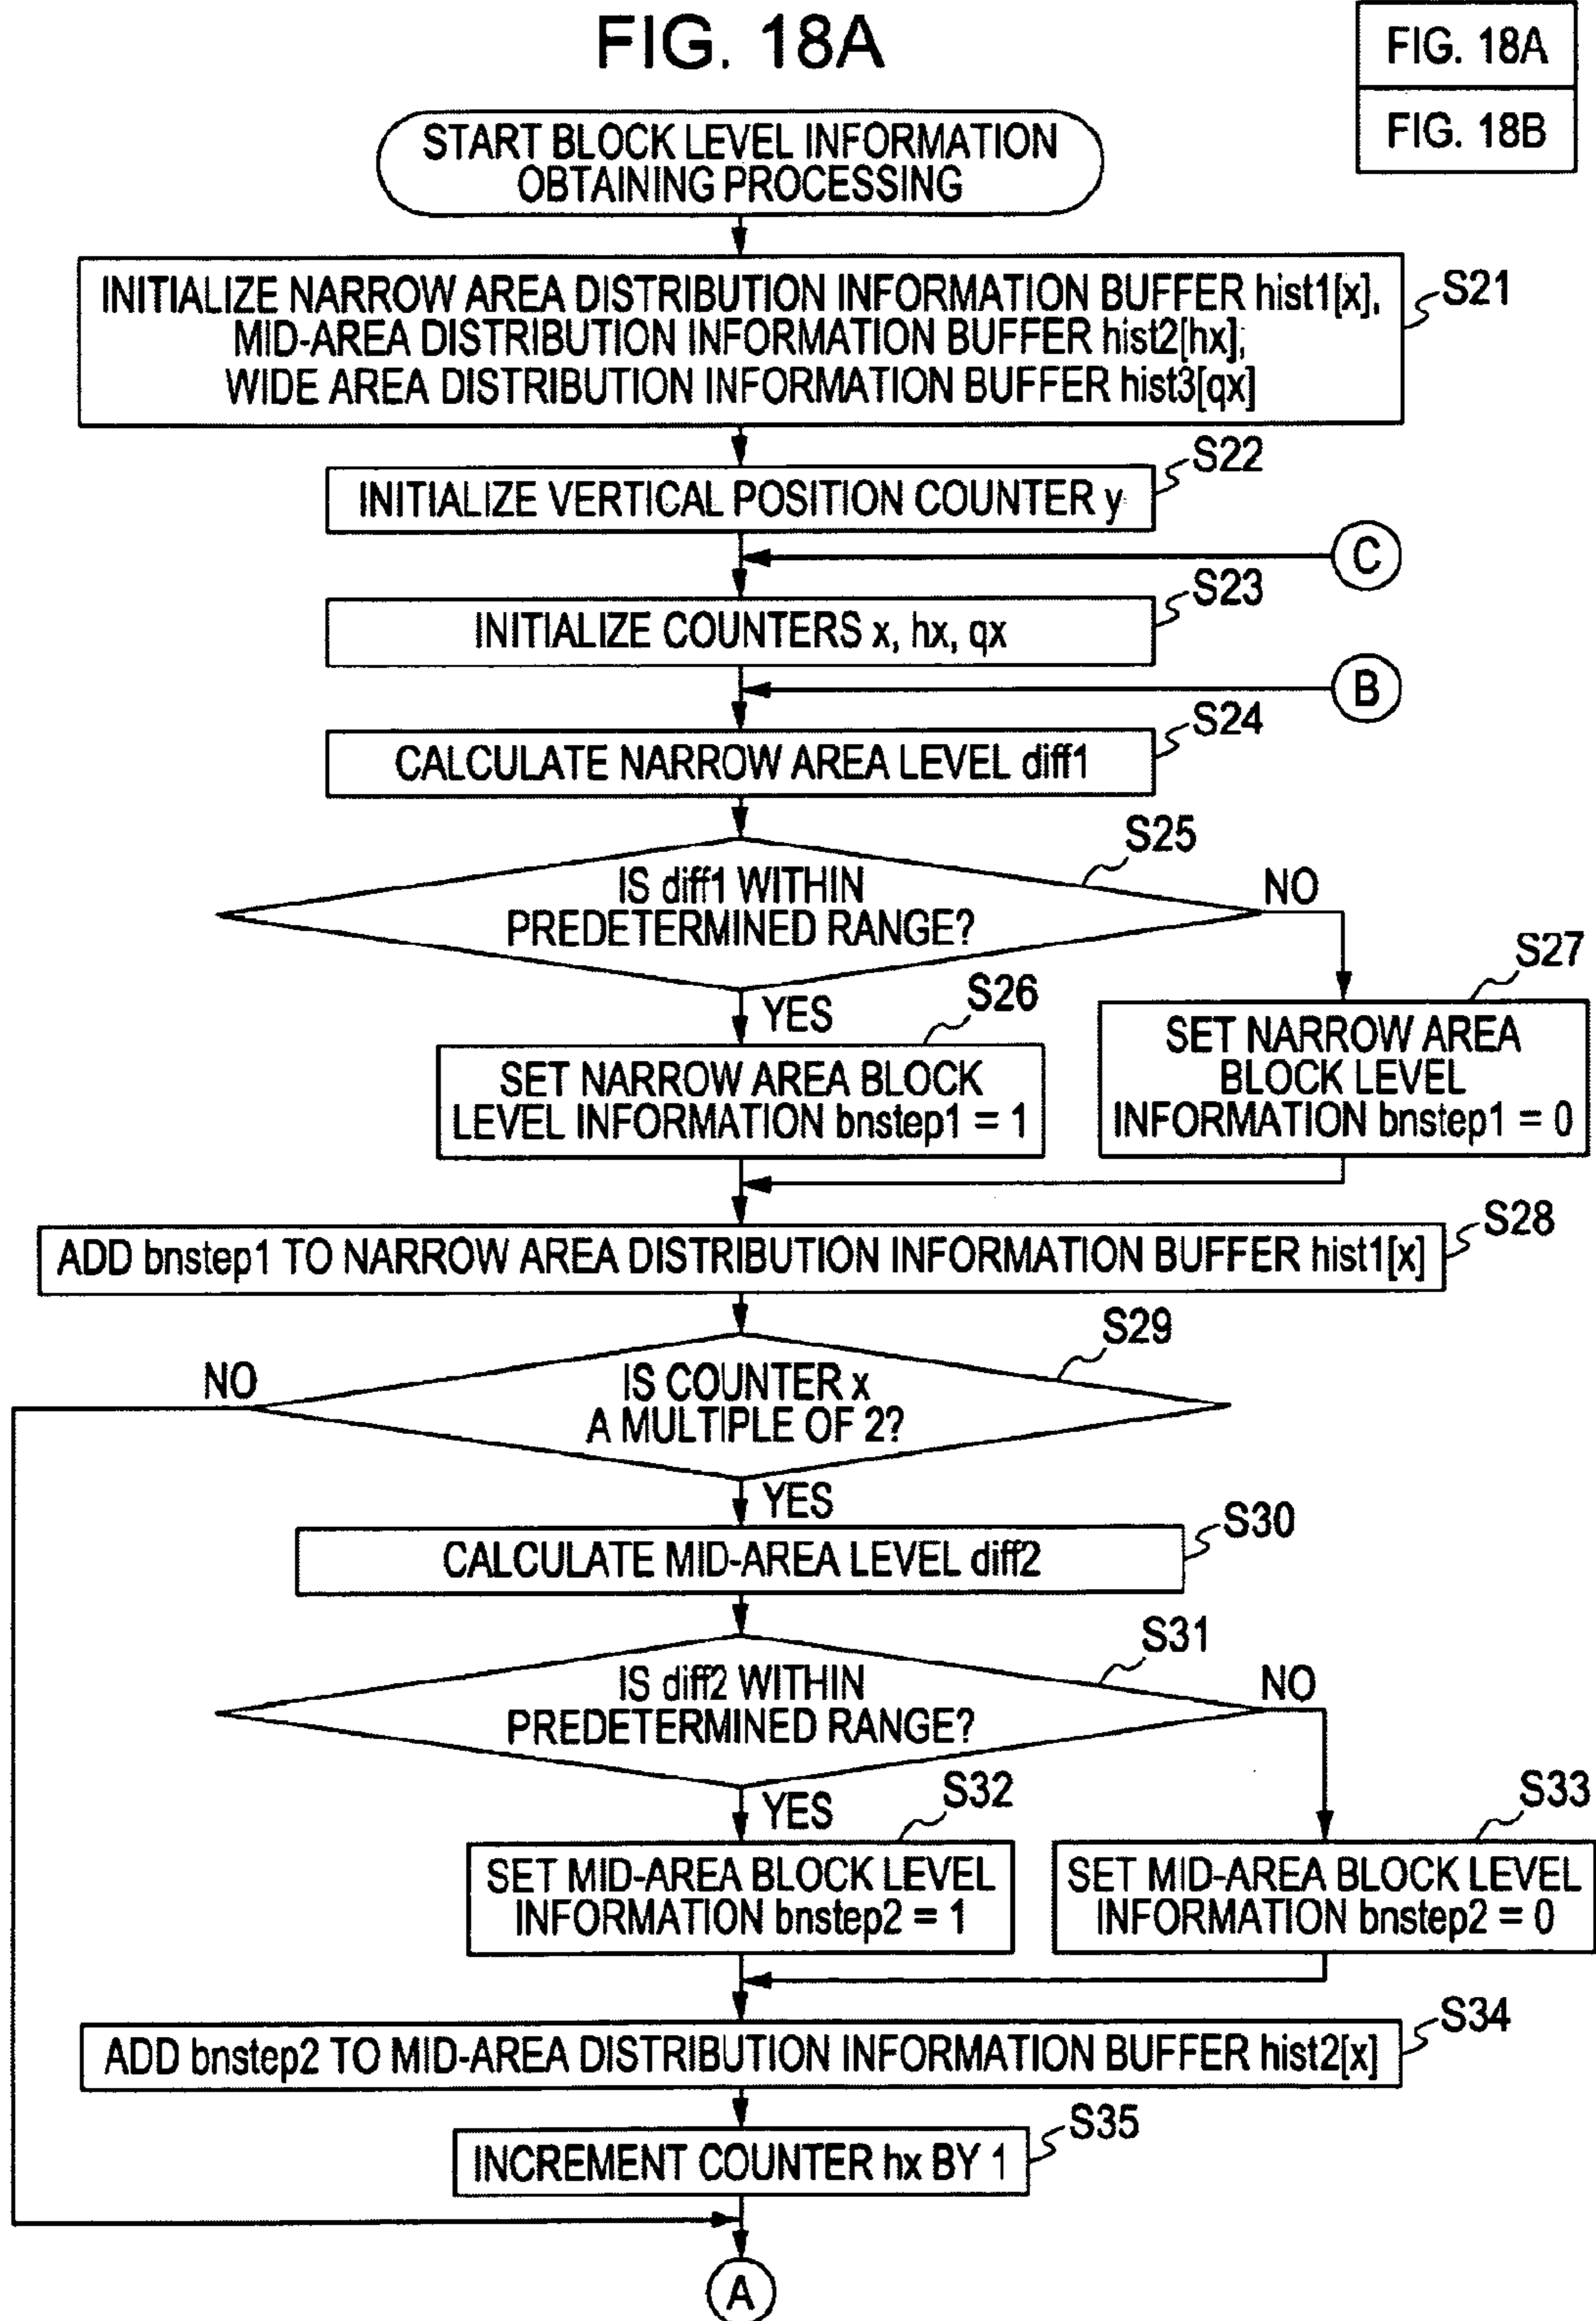 FIG. 18A
FIG. 18A
FIG. 18B
START BLOCK LEVEL INFORMATION
OBTAINING PROCESSING
INITIALIZE NARROW AREA DISTRIBUTION INFORMATION BUFFER hist1[x],
MID-AREA DISTRIBUTION INFORMATION BUFFER hist2[hx],
WIDE AREA DISTRIBUTION INFORMATION BUFFER hist3[qx]
S21
INITIALIZE VERTICAL POSITION COUNTER y
S22
C
INITIALIZE COUNTERS x, hx, qx
S23
B
CALCULATE NARROW AREA LEVEL diff1
S24
IS diff1 WITHIN
PREDETERMINED RANGE?
S25
NO
YES
SET NARROW AREA BLOCK
LEVEL INFORMATION bnstep1 = 1
S26
SET NARROW AREA
BLOCK LEVEL
INFORMATION bnstep1 = 0
S27
ADD bnstep1 TO NARROW AREA DISTRIBUTION INFORMATION BUFFER hist1[x]
S28
IS COUNTER x
A MULTIPLE OF 2?
S29
NO
YES
CALCULATE MID-AREA LEVEL diff2
S30
IS diff2 WITHIN
PREDETERMINED RANGE?
S31
NO
YES
SET MID-AREA BLOCK LEVEL
INFORMATION bnstep2 = 1
S32
SET MID-AREA BLOCK LEVEL
INFORMATION bnstep2 = 0
S33
ADD bnstep2 TO MID-AREA DISTRIBUTION INFORMATION BUFFER hist2[x]
S34
INCREMENT COUNTER hx BY 1
S35
A